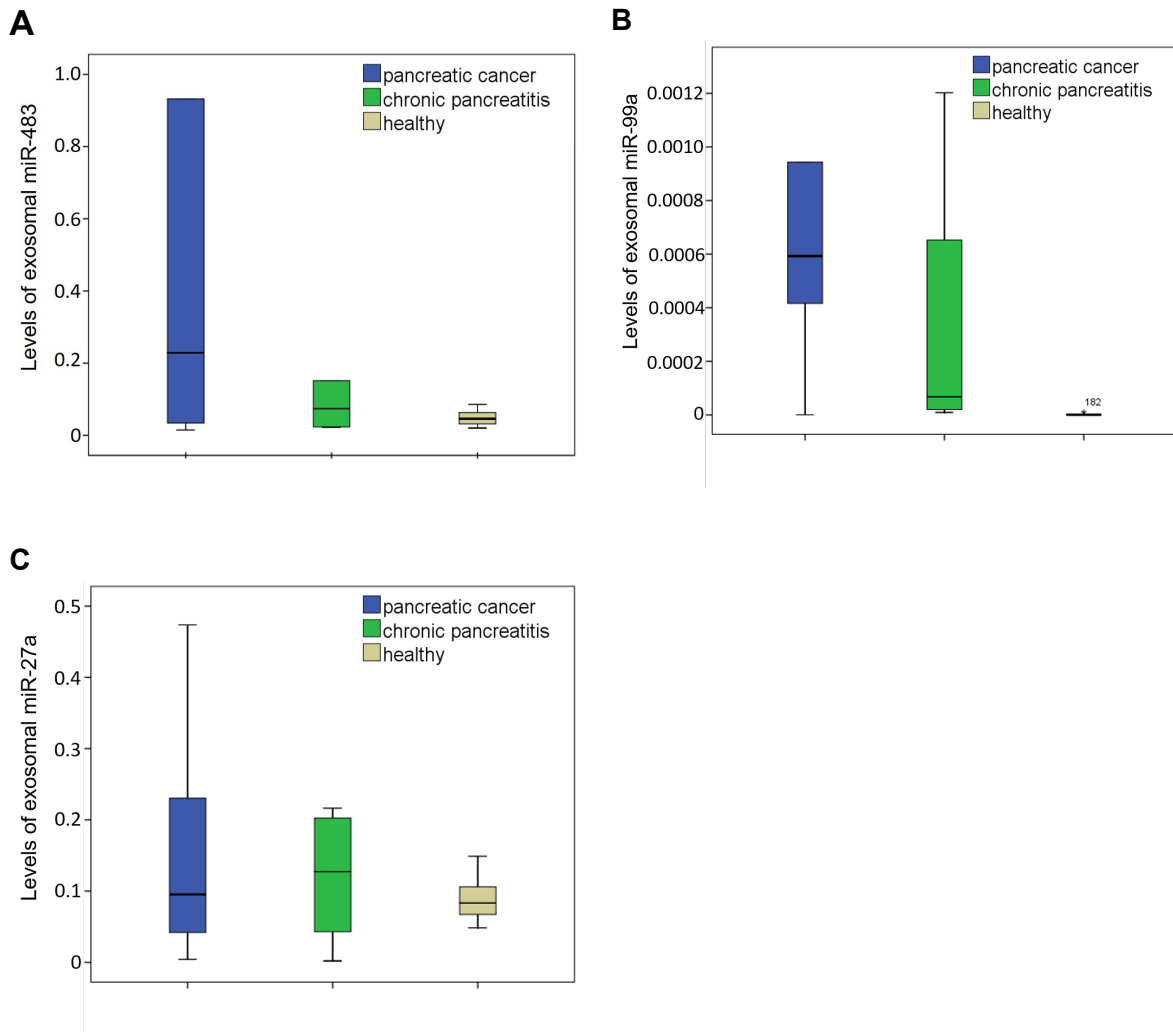 A
Levels of exosomal miR-483
1.0
0.8
0.6
0.4
0.2
0
pancreatic cancer
chronic pancreatitis
healthy
B
Levels of exosomal miR-99a
0.0012
0.0010
0.0008
0.0006
0.0004
0.0002
0
pancreatic cancer
chronic pancreatitis
healthy
*182
C
Levels of exosomal miR-27a
0.5
0.4
0.3
0.2
0.1
0
pancreatic cancer
chronic pancreatitis
healthy